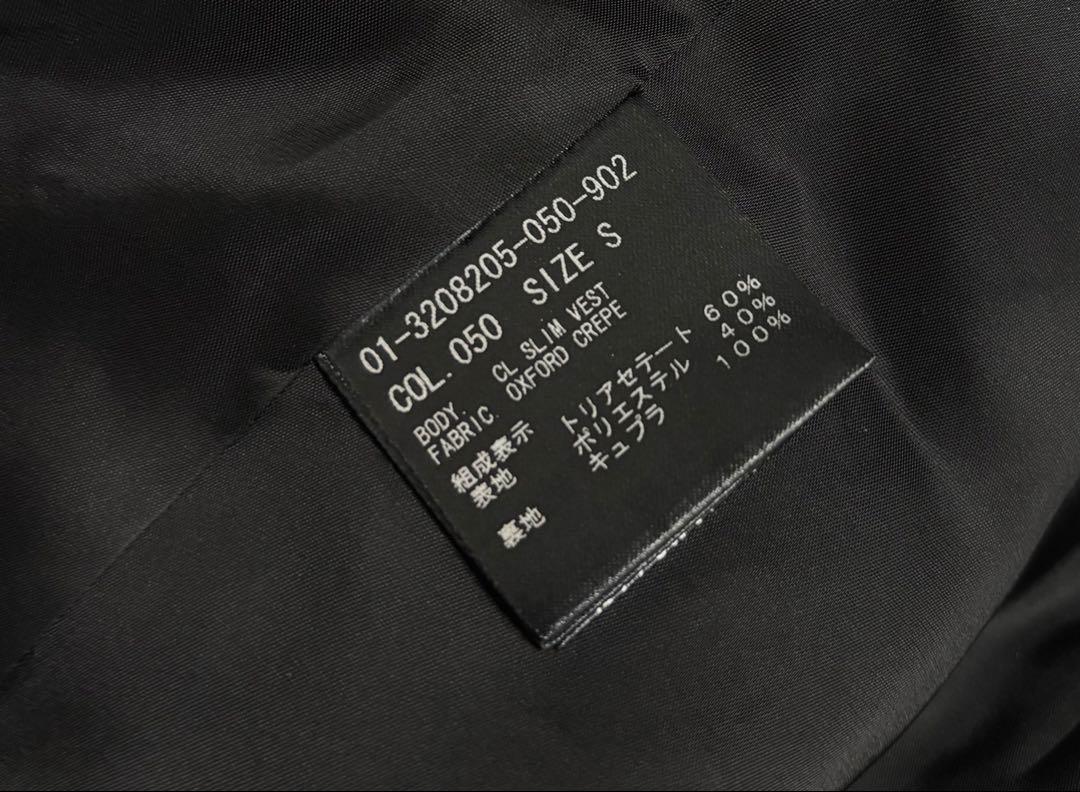 01-3208205-050-902
COL. 050 SIZE S
BODY. CL SLIM VEST
FABRIC. OXFORD CREPE
組成表示
表地 トリアセテート 60%
ポリエステル 40%
裏地 キュプラ 100%